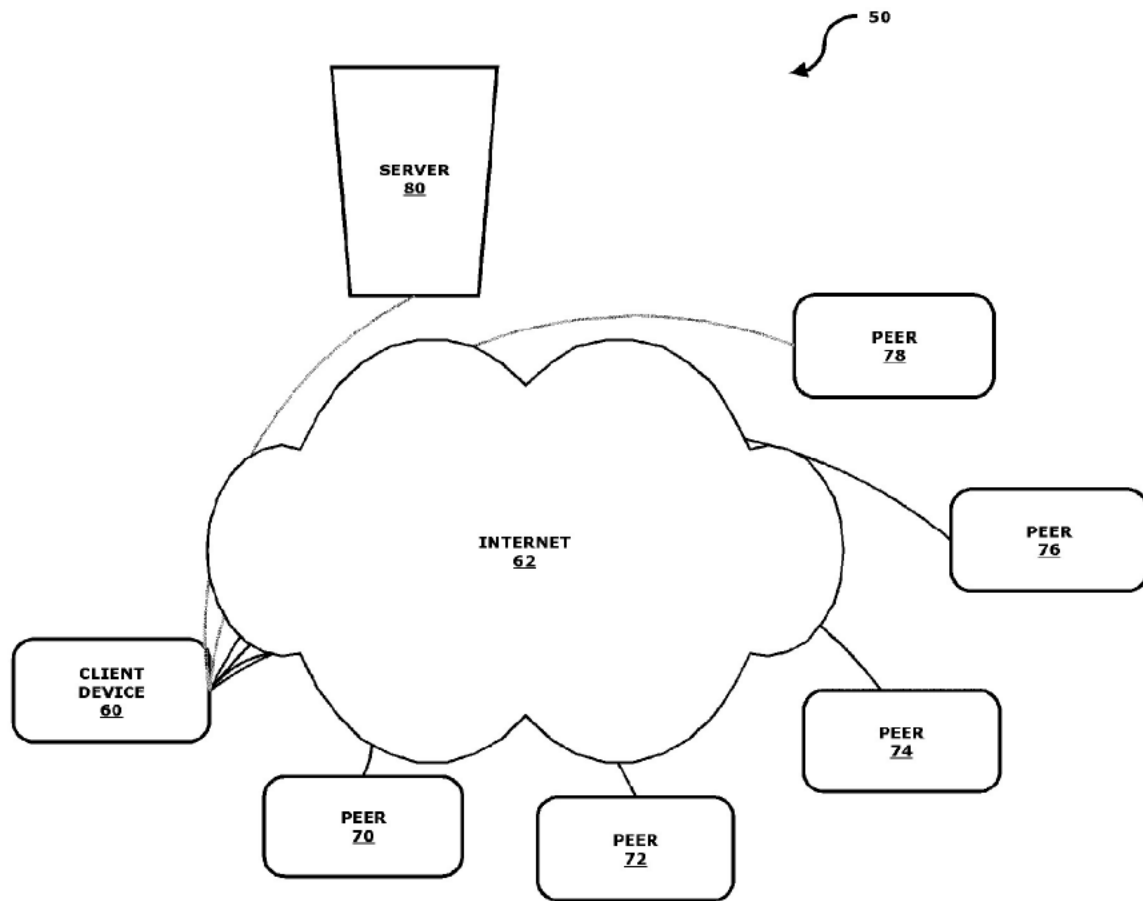 50
SERVER
80
PEER
78
INTERNET
62
PEER
76
CLIENT
DEVICE
60
PEER
74
PEER
70
PEER
72